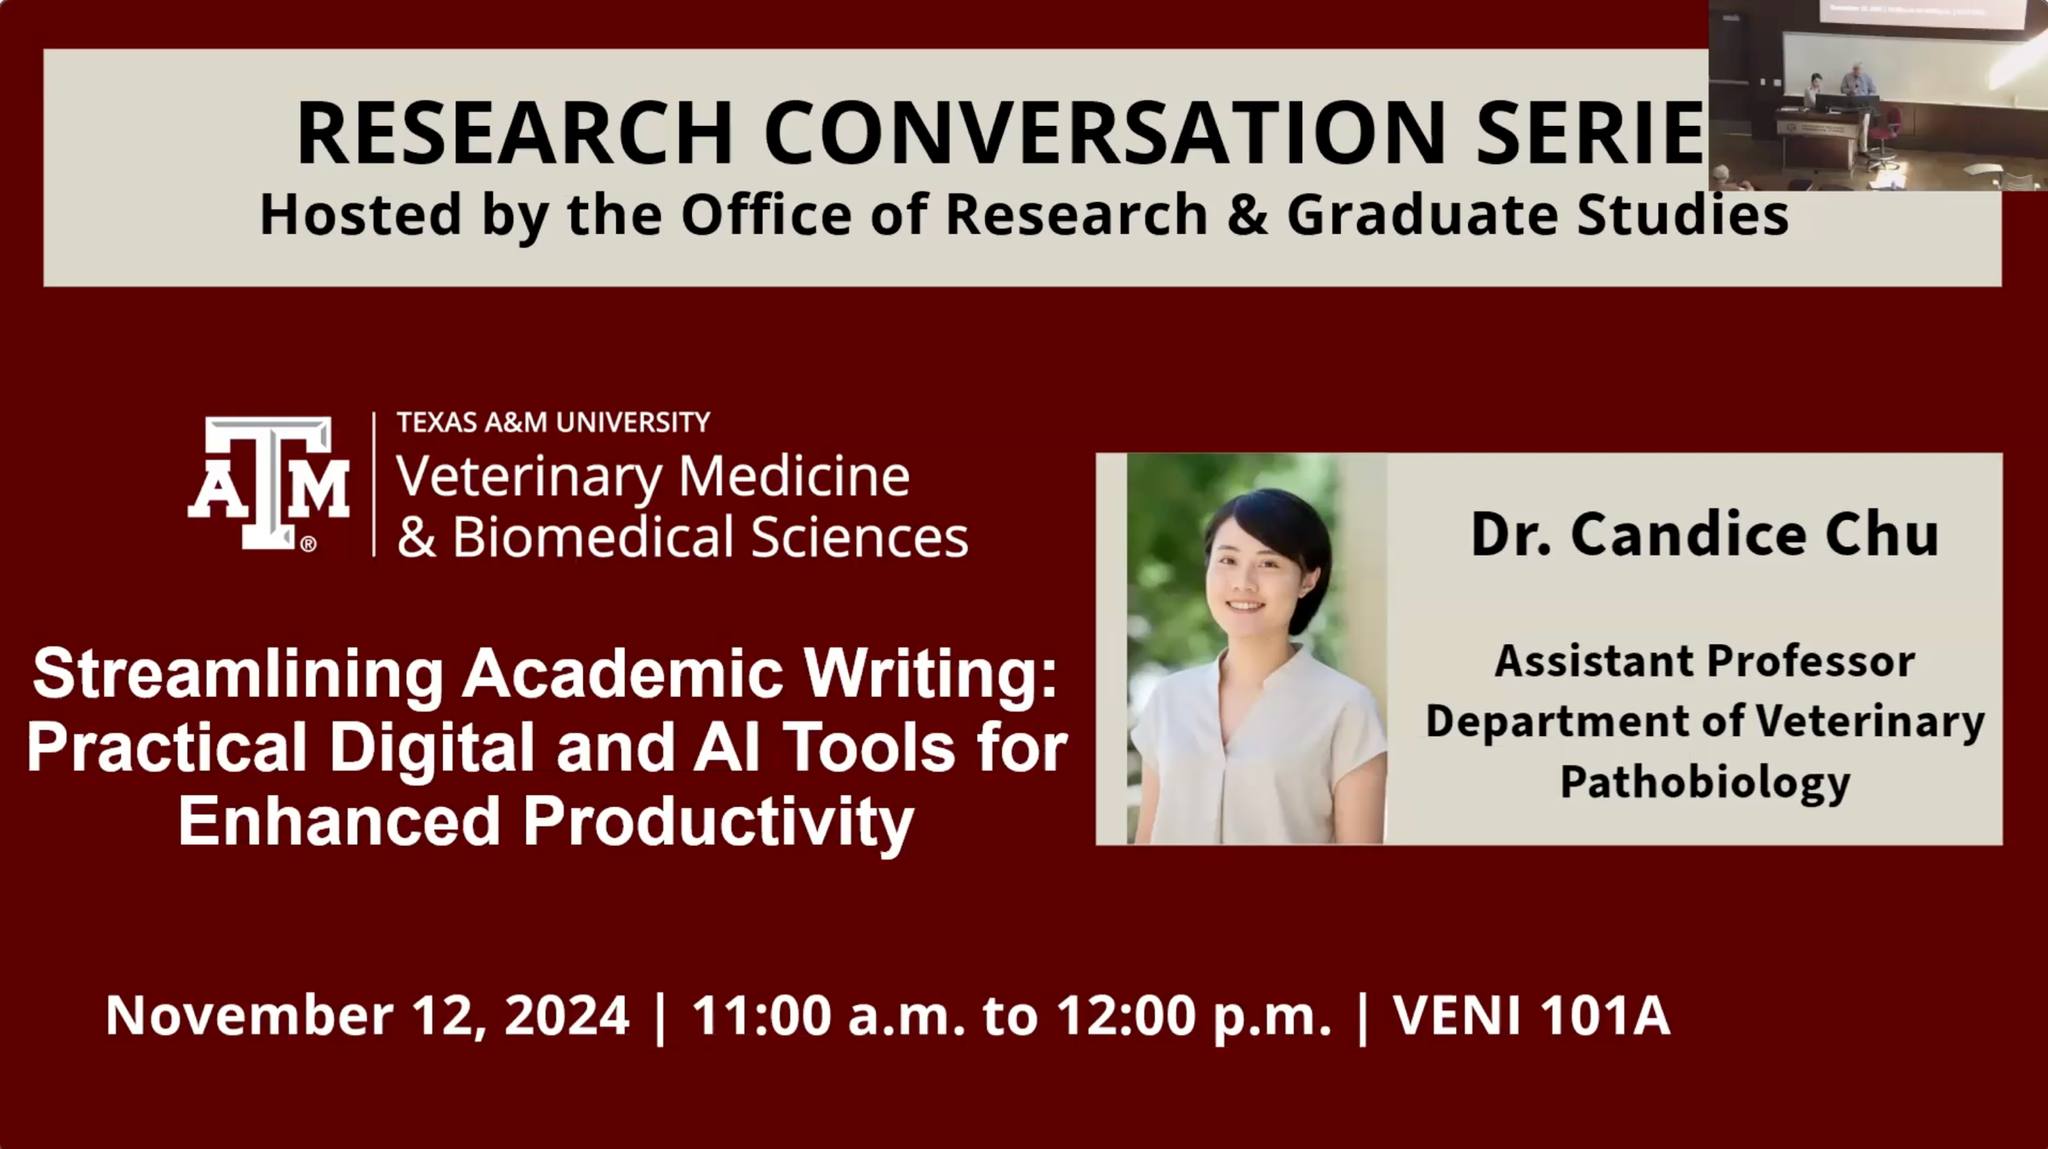 RESEARCH CONVERSATION SERIE
Hosted by the Office of Research & Graduate Studies
ATM®
TEXAS A&M UNIVERSITY
Veterinary Medicine
& Biomedical Sciences
Streamlining Academic Writing:
Practical Digital and AI Tools for
Enhanced Productivity
Dr. Candice Chu
Assistant Professor
Department of Veterinary
Pathobiology
November 12, 2024 | 11:00 a.m. to 12:00 p.m. | VENI 101A